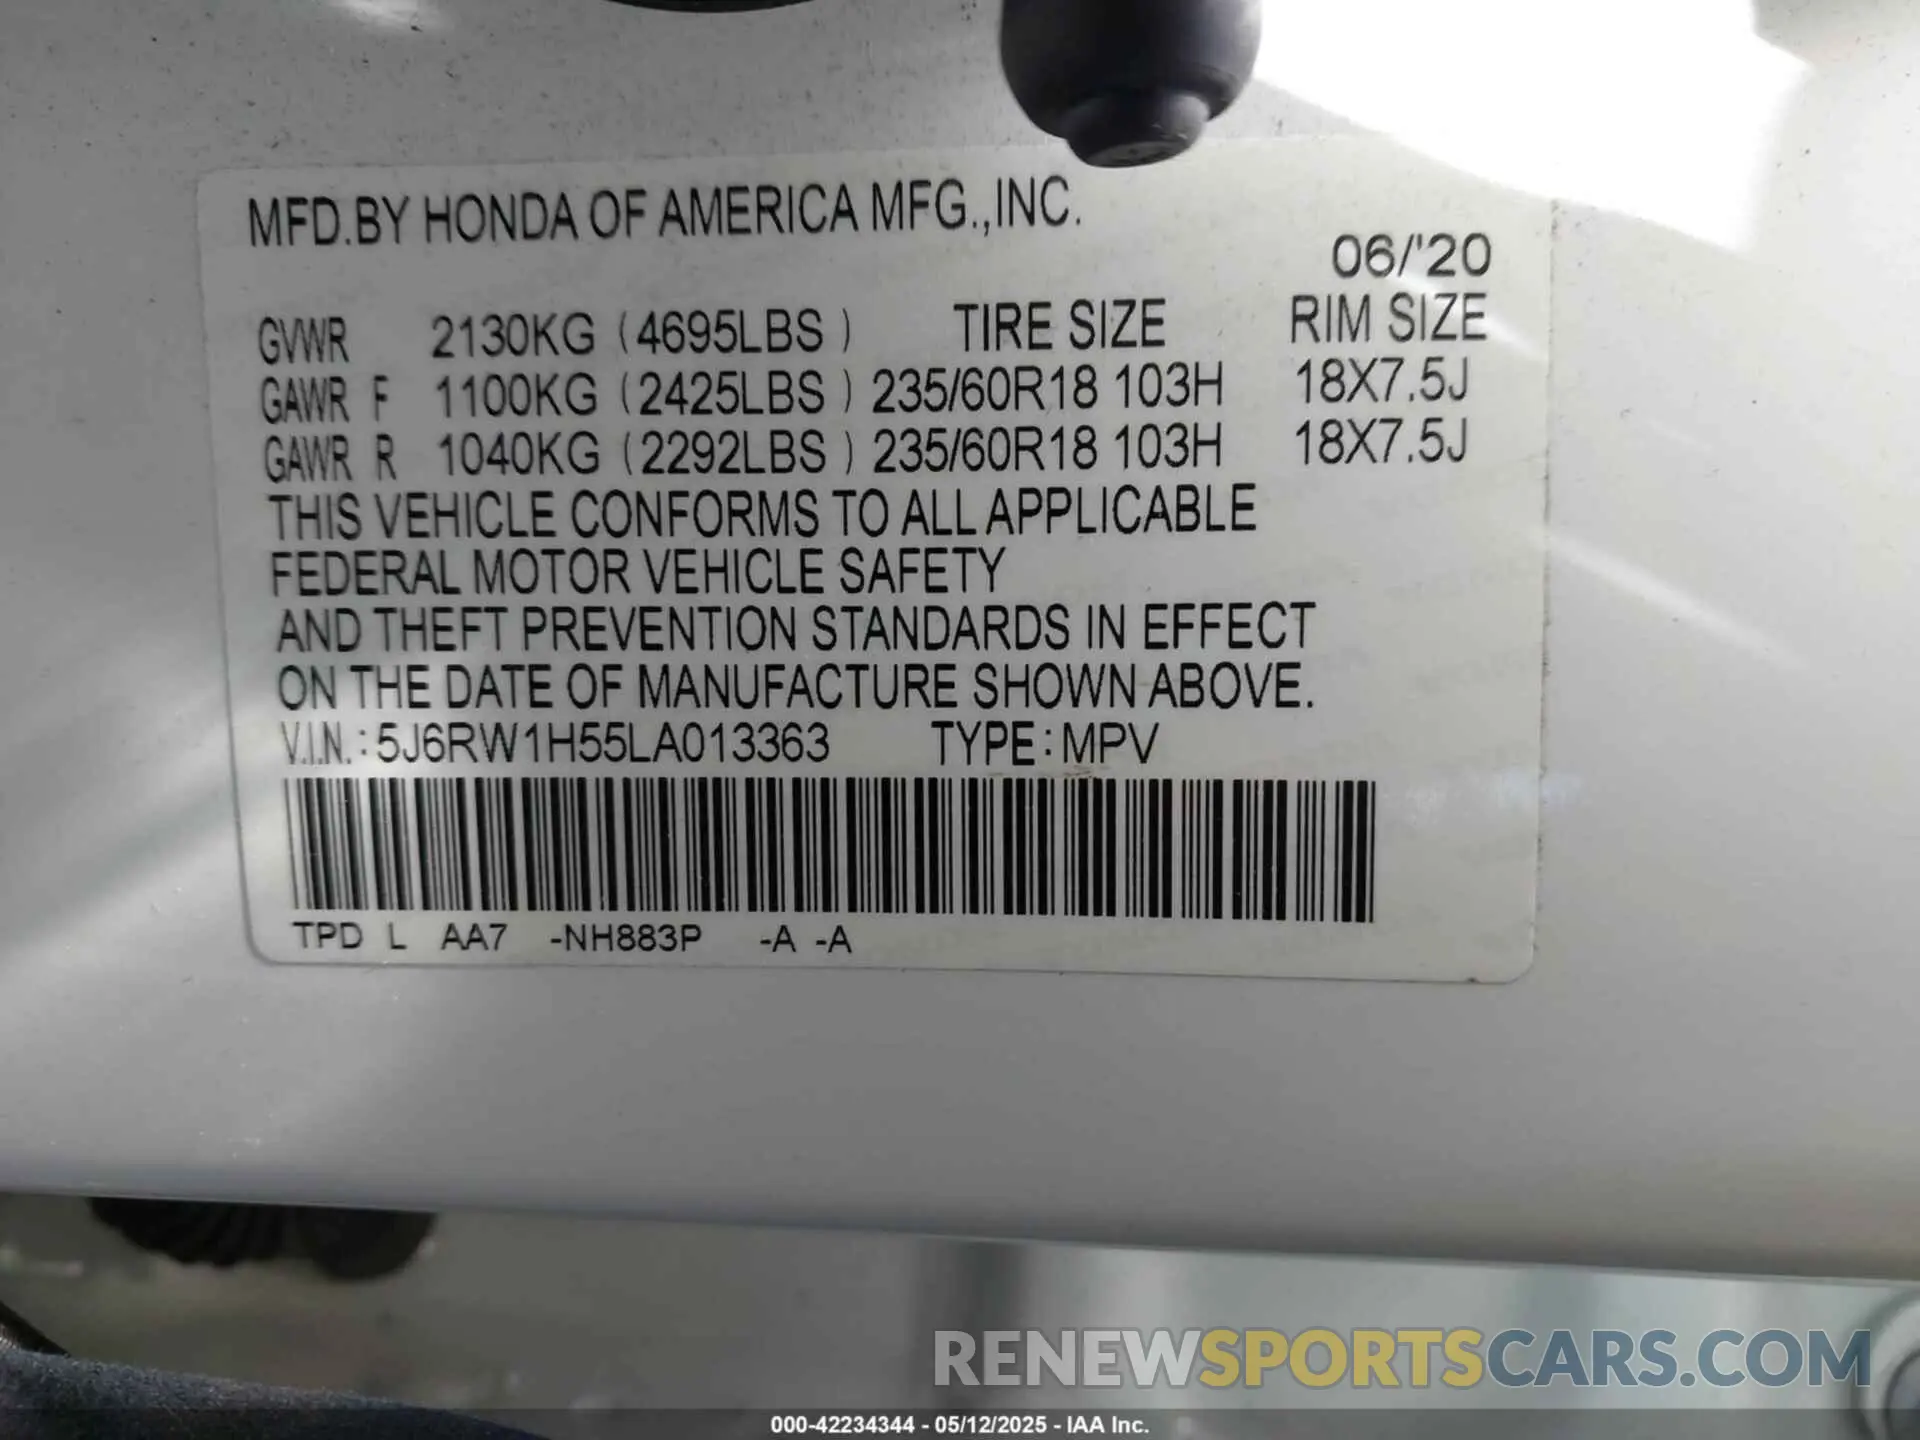 MFD.BY HONDA OF AMERICA MFG.,INC.
06/'20
GVWR 2130KG (4695LBS) TIRE SIZE RIM SIZE
GAWR F 1100KG (2425LBS) 235/60R18 103H 18X7.5J
GAWR R 1040KG (2292LBS) 235/60R18 103H 18X7.5J
THIS VEHICLE CONFORMS TO ALL APPLICABLE
FEDERAL MOTOR VEHICLE SAFETY
AND THEFT PREVENTION STANDARDS IN EFFECT
ON THE DATE OF MANUFACTURE SHOWN ABOVE.
V.I.N.: 5J6RW1H55LA013363 TYPE: MPV
TPD L AA7 -NH883P -A -A
RENEWSPORTSCARS.COM
000-42234344 - 05/12/2025 - IAA Inc.